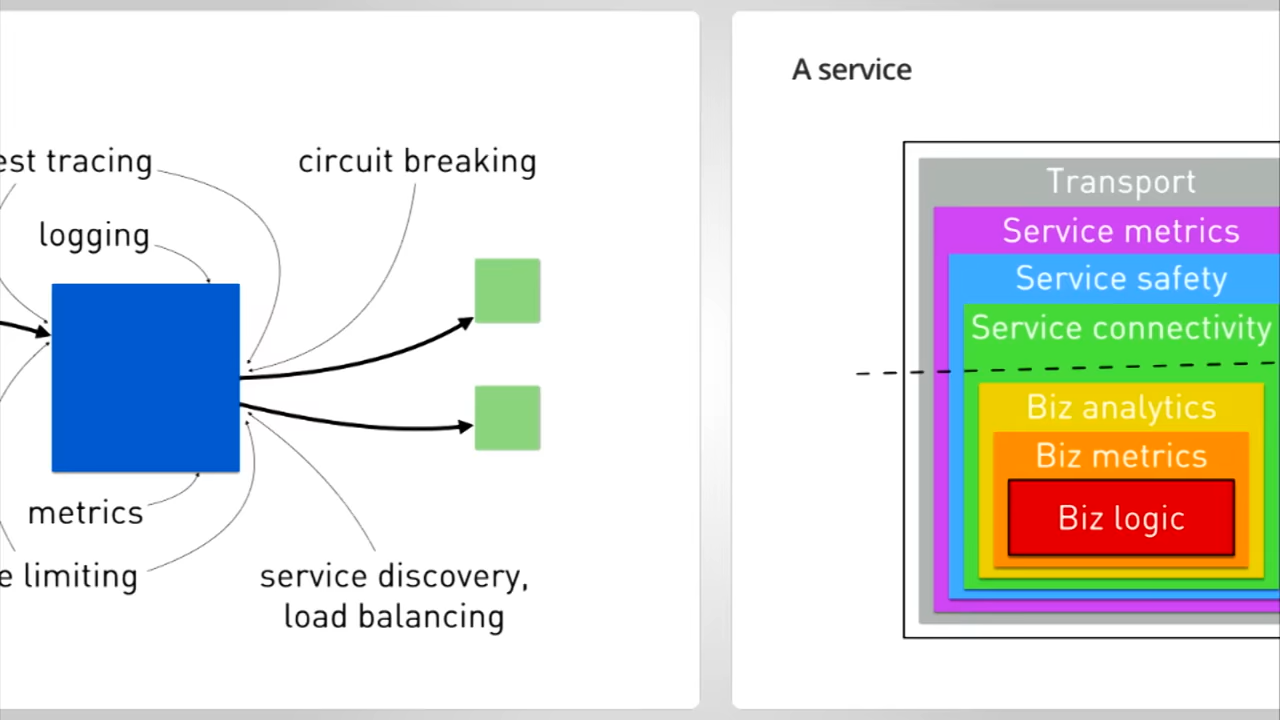 est tracing
circuit breaking
logging
metrics
e limiting
service discovery,
load balancing
A service
Transport
Service metrics
Service safety
Service connectivity
Biz analytics
Biz metrics
Biz logic